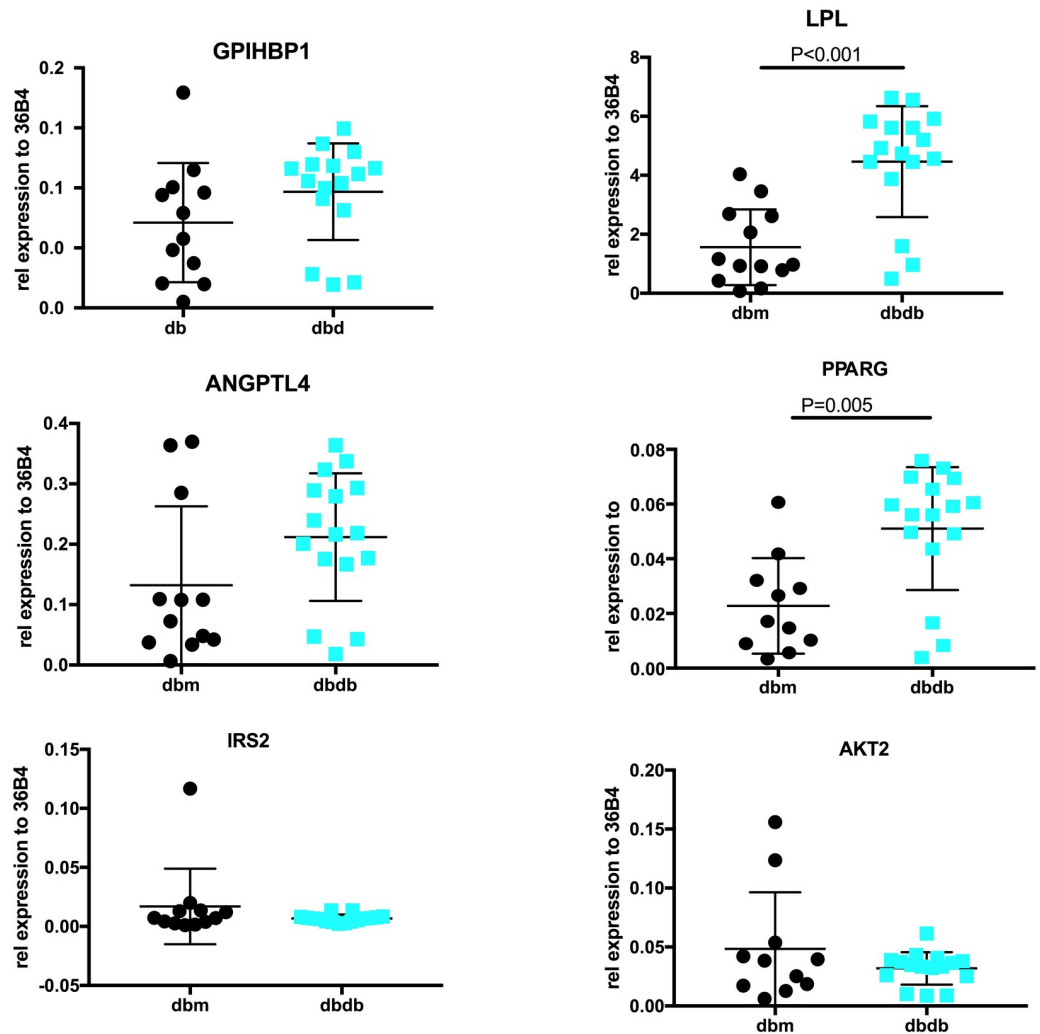 GPIHBP1
rel expression to 36B4
0.2
0.1
0.1
0.0
0.0
db
dbd
LPL
P<0.001
rel expression to 36B4
8
6
4
2
0
dbm
dbdb
ANGPTL4
rel expression to 36B4
0.4
0.3
0.2
0.1
0.0
dbm
dbdb
PPARG
P=0.005
rel expression to
0.08
0.06
0.04
0.02
0.00
dbm
dbdb
IRS2
rel expression to 36B4
0.15
0.10
0.05
0.00
-0.05
dbm
dbdb
AKT2
rel expression to 36B4
0.20
0.15
0.10
0.05
0.00
dbm
dbdb